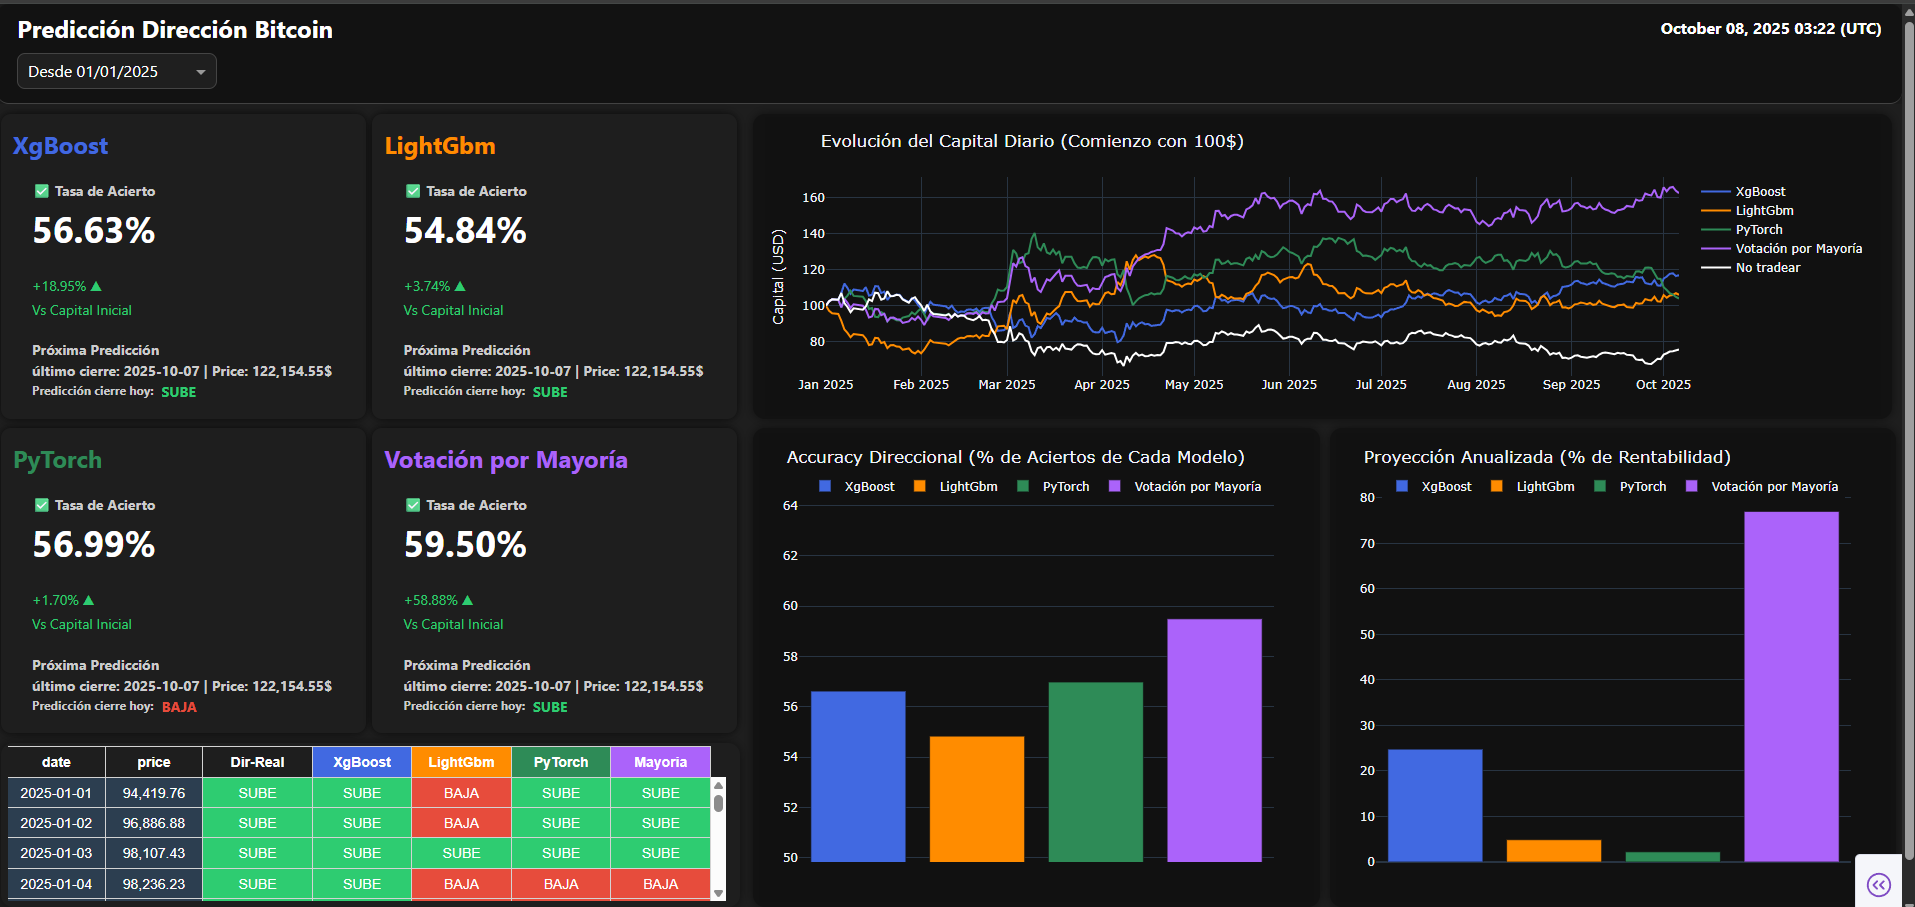 Predicción Dirección Bitcoin
October 08, 2025 03:22 (UTC)
Desde 01/01/2025
XgBoost
Tasa de Acierto
56.63%
+18.95% ▲
Vs Capital Inicial
Próxima Predicción
último cierre: 2025-10-07 | Price: 122,154.55$
Predicción cierre hoy: SUBE
LightGbm
Tasa de Acierto
54.84%
+3.74% ▲
Vs Capital Inicial
Próxima Predicción
último cierre: 2025-10-07 | Price: 122,154.55$
Predicción cierre hoy: SUBE
Evolución del Capital Diario (Comienzo con 100$)
Capital (USD)
160
140
120
100
80
Jan 2025 Feb 2025 Mar 2025 Apr 2025 May 2025 Jun 2025 Jul 2025 Aug 2025 Sep 2025 Oct 2025
XgBoost
LightGbm
PyTorch
Votación por Mayoría
No tradear
PyTorch
Tasa de Acierto
56.99%
+1.70% ▲
Vs Capital Inicial
Próxima Predicción
último cierre: 2025-10-07 | Price: 122,154.55$
Predicción cierre hoy: BAJA
Votación por Mayoría
Tasa de Acierto
59.50%
+58.88% ▲
Vs Capital Inicial
Próxima Predicción
último cierre: 2025-10-07 | Price: 122,154.55$
Predicción cierre hoy: SUBE
Accuracy Direccional (% de Aciertos de Cada Modelo)
XgBoost LightGbm PyTorch Votación por Mayoría
64
62
60
58
56
54
52
50
Proyección Anualizada (% de Rentabilidad)
XgBoost LightGbm PyTorch Votación por Mayoría
80
70
60
50
40
30
20
10
0
date price Dir-Real XgBoost LightGbm PyTorch Mayoria
2025-01-01 94,419.76 SUBE SUBE BAJA SUBE SUBE
2025-01-02 96,886.88 SUBE SUBE BAJA SUBE SUBE
2025-01-03 98,107.43 SUBE SUBE SUBE SUBE SUBE
2025-01-04 98,236.23 SUBE SUBE BAJA BAJA BAJA